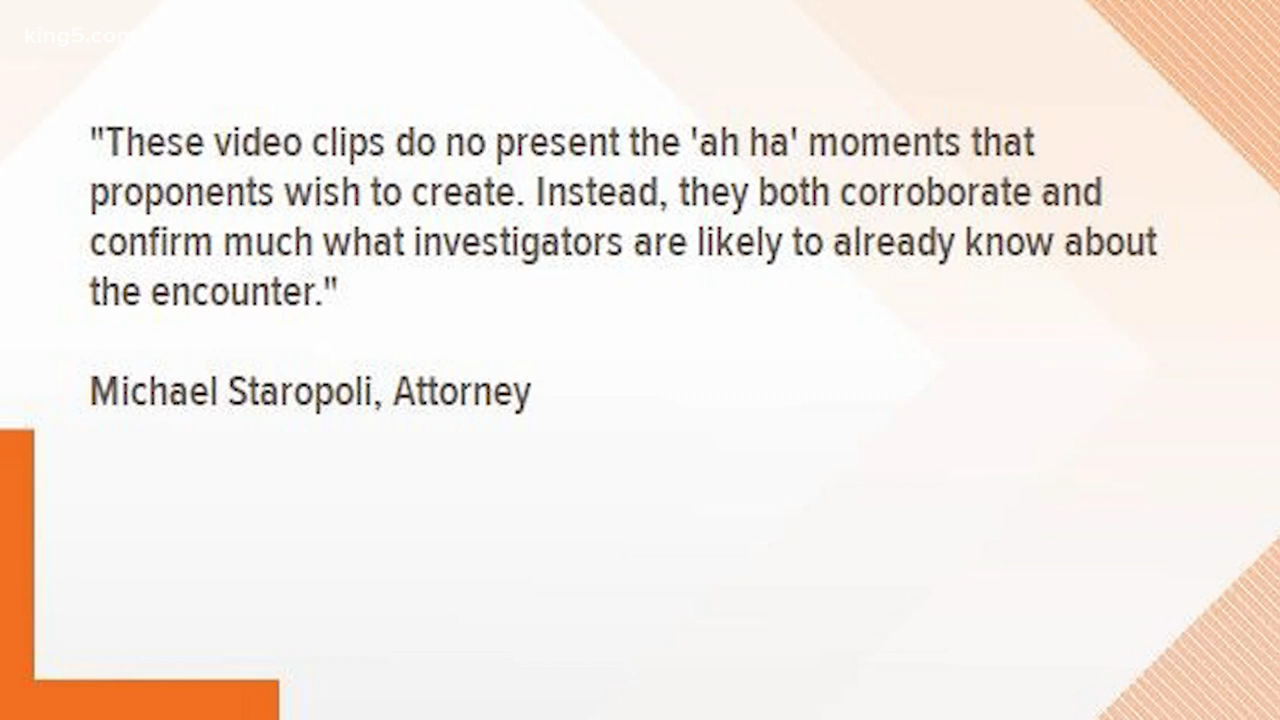 king5.com
"These video clips do no present the 'ah ha' moments that
proponents wish to create. Instead, they both corroborate and
confirm much what investigators are likely to already know about
the encounter."
Michael Staropoli, Attorney